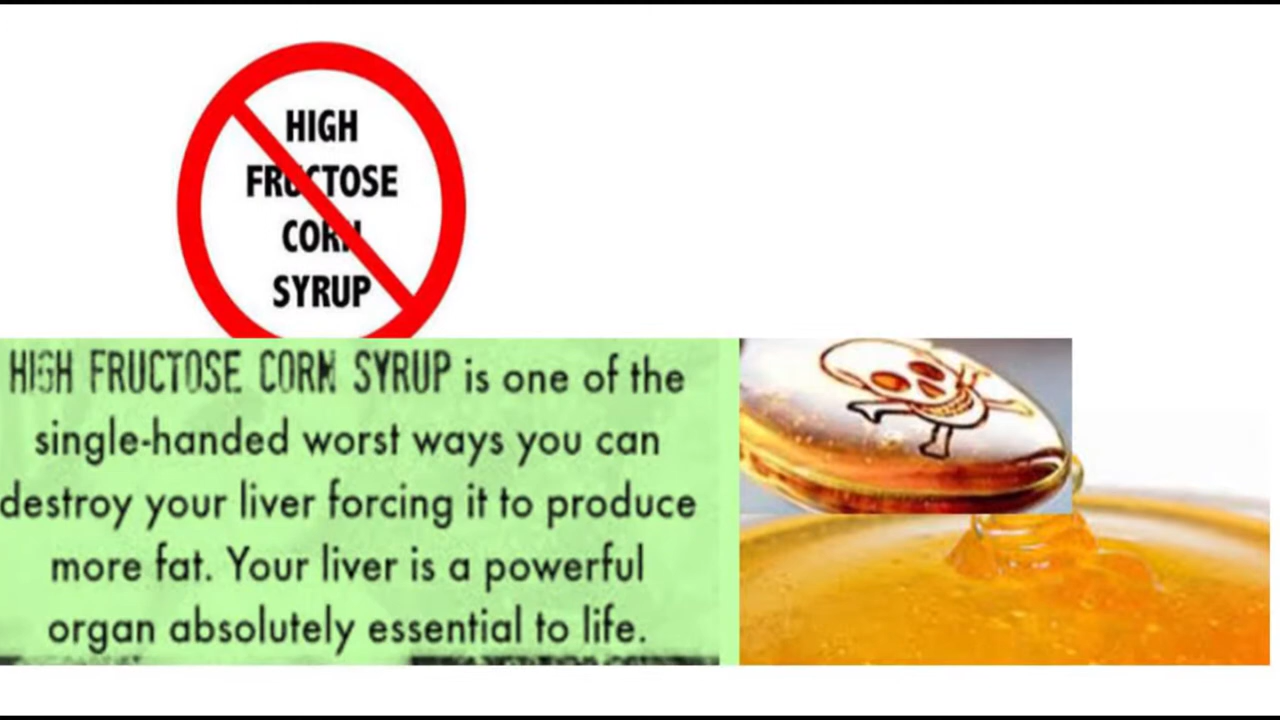 HIGH
FRUCTOSE
CORN
SYRUP
HIGH FRUCTOSE CORN SYRUP is one of the
single-handed worst ways you can
destroy your liver forcing it to produce
more fat. Your liver is a powerful
organ absolutely essential to life.